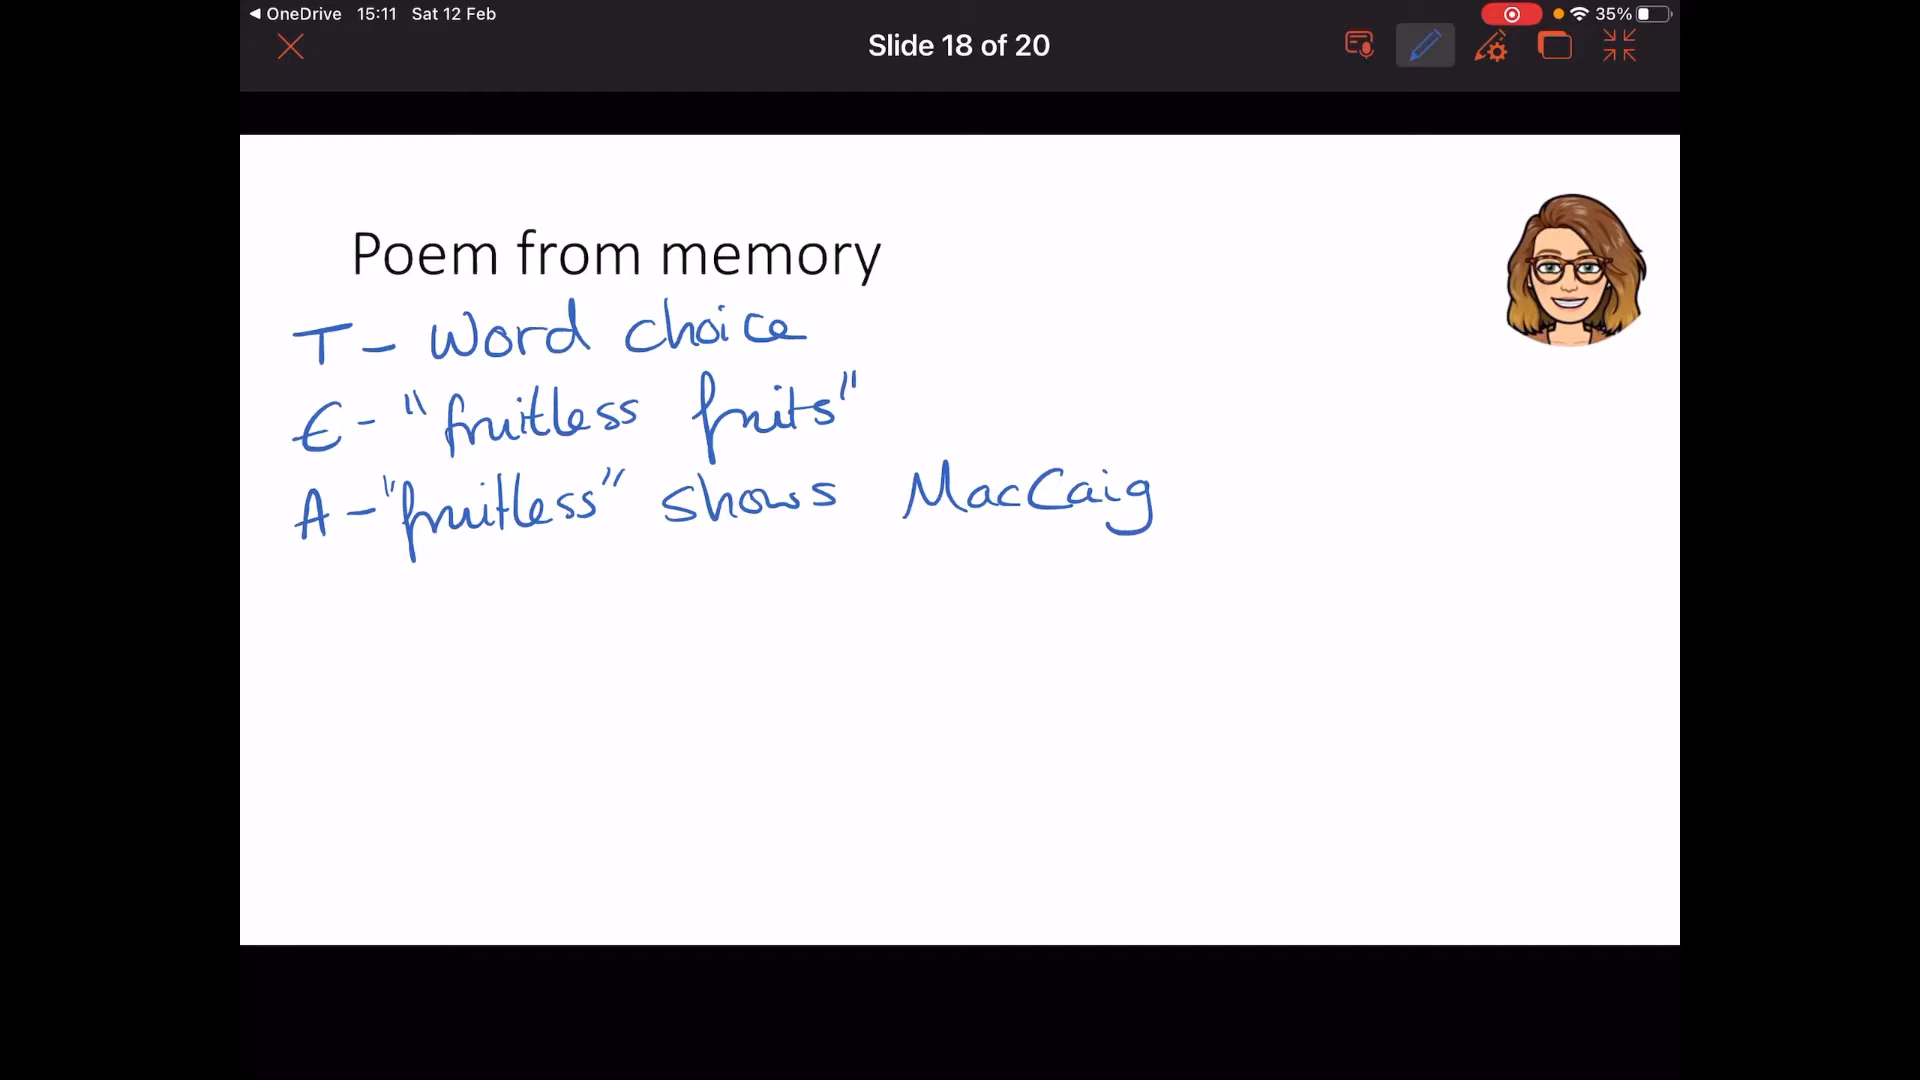 ◀ OneDrive 15:11 Sat 12 Feb 35%
Slide 18 of 20
Poem from memory
T - Word choice
E - "fruitless fruits"
A - "fruitless" shows MacCaig